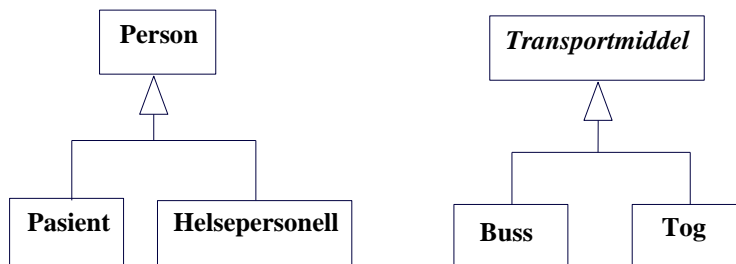 Person
Transportmiddel
Pasient
Helsepersonell
Buss
Tog